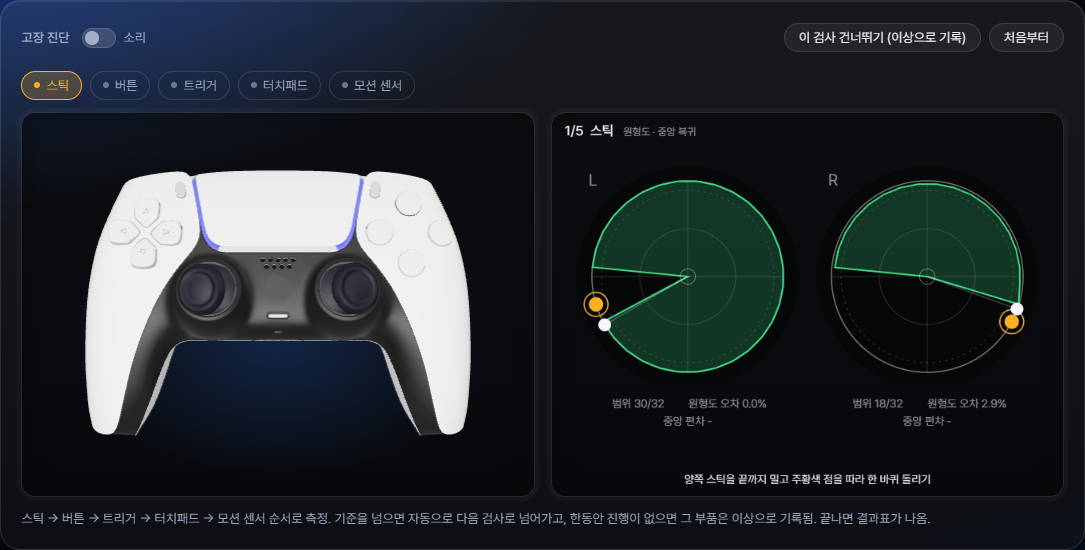 고장 진단 소리 이 검사 건너뛰기 (이상으로 기록) 처음부터
스틱 버튼 트리거 터치패드 모션 센서
1/5 스틱 원형도 · 중앙 복귀
L R
범위 30/32 원형도 오차 0.0% 범위 18/32 원형도 오차 2.9%
중앙 편차 - 중앙 편차 -
양쪽 스틱을 끝까지 밀고 주황색 점을 따라 한 바퀴 돌리기
스틱 → 버튼 → 트리거 → 터치패드 → 모션 센서 순서로 측정. 기준을 넘으면 자동으로 다음 검사로 넘어가고, 한동안 진행이 없으면 그 부품은 이상으로 기록됨. 끝나면 결과표가 나옴.